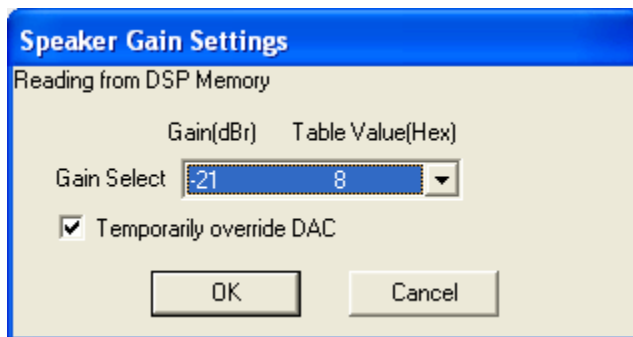 Speaker Gain Settings
Reading from DSP Memory
Gain(dBr) Table Value(Hex)
Gain Select -21 8
Temporarily override DAC
OK Cancel